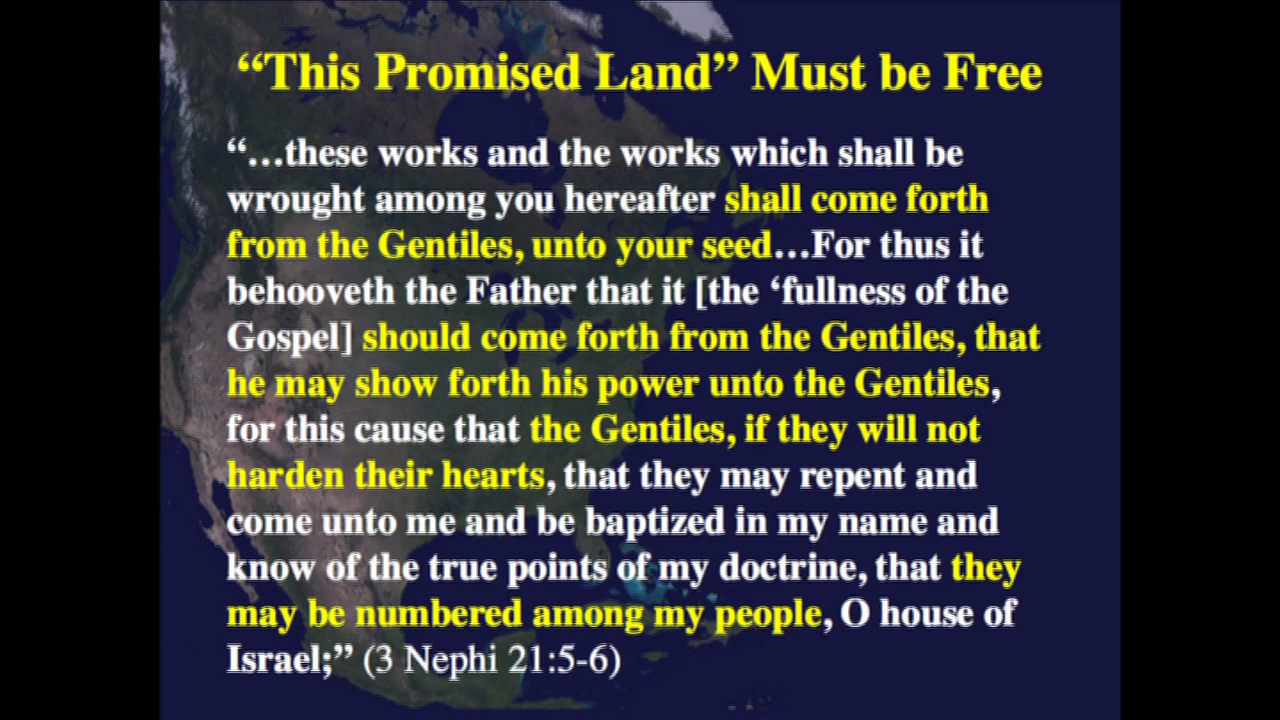 “This Promised Land” Must be Free
“…these works and the works which shall be
wrought among you hereafter shall come forth
from the Gentiles, unto your seed…For thus it
behooveth the Father that it [the ‘fullness of the
Gospel] should come forth from the Gentiles, that
he may show forth his power unto the Gentiles,
for this cause that the Gentiles, if they will not
harden their hearts, that they may repent and
come unto me and be baptized in my name and
know of the true points of my doctrine, that they
may be numbered among my people, O house of
Israel;” (3 Nephi 21:5-6)